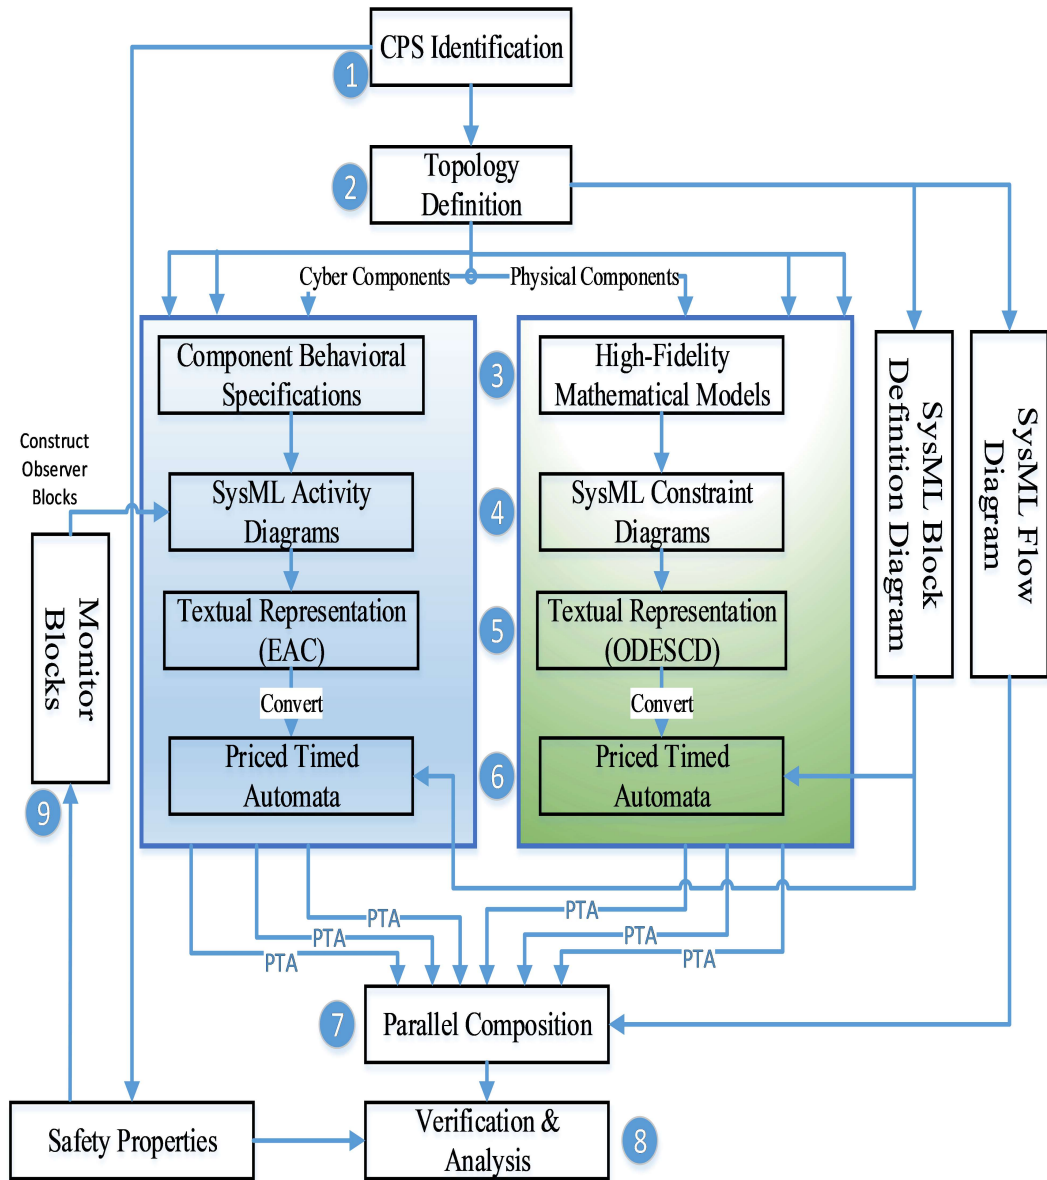 CPS Identification
1
Topology
Definition
2
Cyber Components
Physical Components
Component Behavioral
Specifications
3
High-Fidelity
Mathematical Models
SysML Block
Definition Diagram
SysML Flow
Diagram
Construct
Observer
Blocks
SysML Activity
Diagrams
4
SysML Constraint
Diagrams
Monitor
Blocks
Textual Representation
(EAC)
5
Textual Representation
(ODESCD)
Convert
Convert
Priced Timed
Automata
6
Priced Timed
Automata
9
PTA
PTA
PTA
PTA
PTA
PTA
7
Parallel Composition
Safety Properties
Verification &
Analysis
8